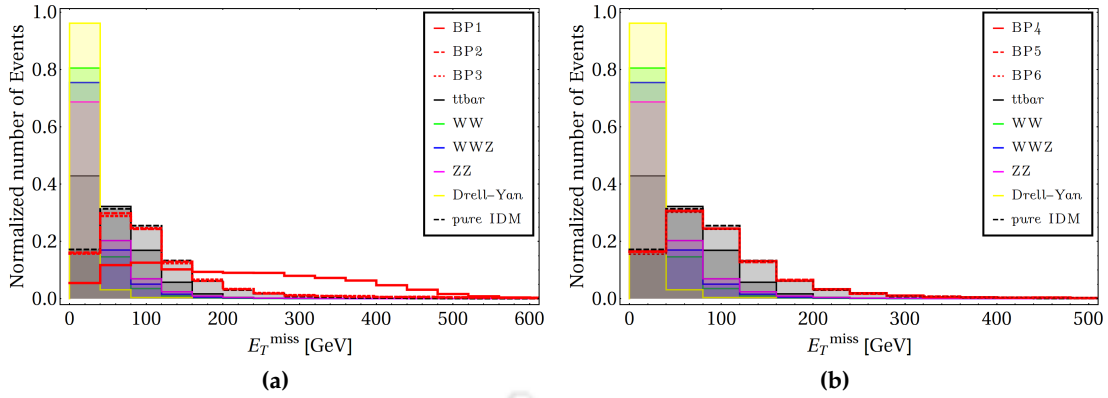 Normalized number of Events
1.0
0.8
0.6
0.4
0.2
0.0
0
100
200
300
400
500
600
E_T^miss [GeV]
BP1
BP2
BP3
ttbar
WW
WWZ
ZZ
Drell–Yan
pure IDM
(a)
Normalized number of Events
1.0
0.8
0.6
0.4
0.2
0.0
0
100
200
300
400
500
E_T^miss [GeV]
BP4
BP5
BP6
ttbar
WW
WWZ
ZZ
Drell–Yan
pure IDM
(b)